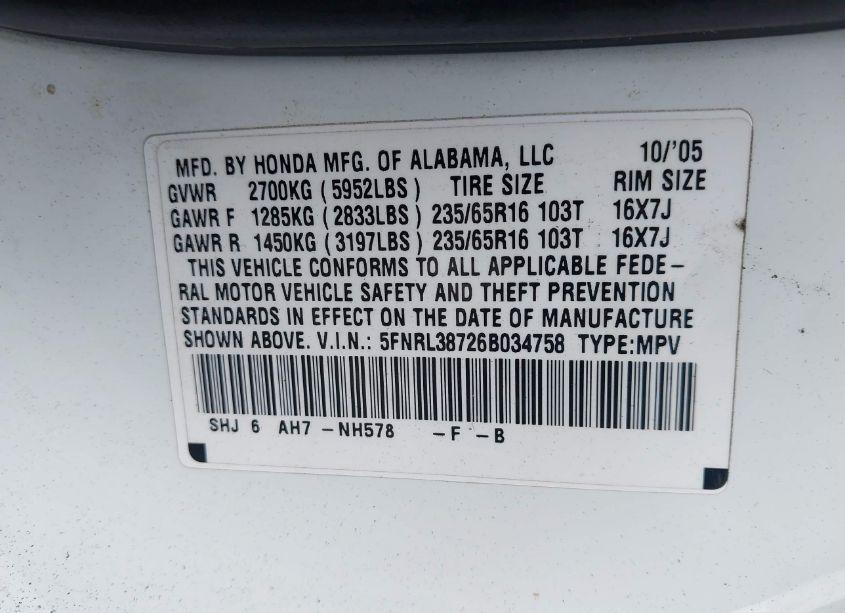 MFD. BY HONDA MFG. OF ALABAMA, LLC 10/'05
GVWR 2700KG ( 5952LBS ) TIRE SIZE RIM SIZE
GAWR F 1285KG ( 2833LBS ) 235/65R16 103T 16X7J
GAWR R 1450KG ( 3197LBS ) 235/65R16 103T 16X7J
THIS VEHICLE CONFORMS TO ALL APPLICABLE FEDE-
RAL MOTOR VEHICLE SAFETY AND THEFT PREVENTION
STANDARDS IN EFFECT ON THE DATE OF MANUFACTURE
SHOWN ABOVE. V.I.N.: 5FNRL38726B034758 TYPE:MPV
SHJ 6 AH7 -NH578 -F -B